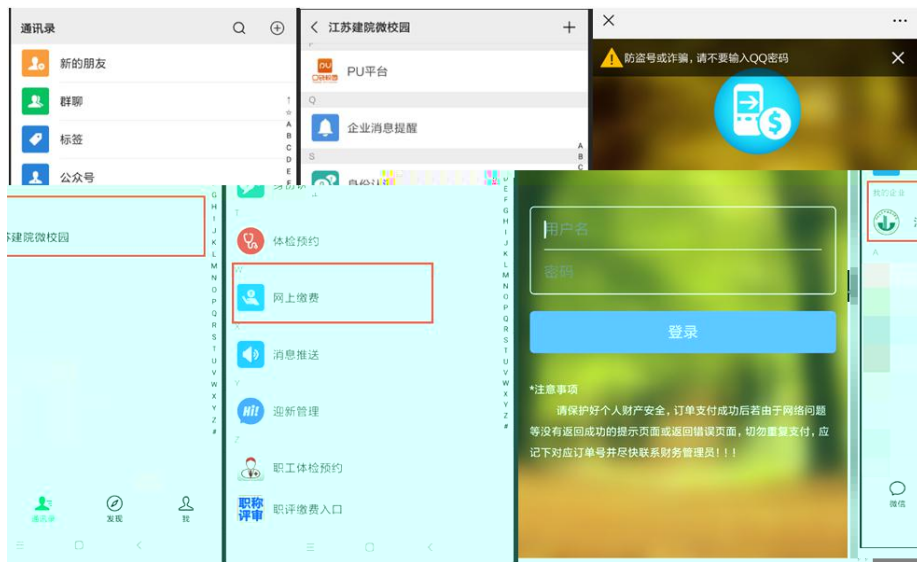 通讯录
新的朋友
群聊
标签
公众号
苏建院微校园
通讯录
发现
我
江苏建院微校园
PU
口袋校园
PU平台
Q
企业消息提醒
S
T
体检预约
W
网上缴费
X
消息推送
Y
Hi!
迎新管理
Z
职工体检预约
职称
评审
职评缴费入口
防盗号或诈骗，请不要输入QQ密码
用户名
密码
登录
*注意事项
请保护好个人财产安全，订单支付成功后若由于网络问题
等没有返回成功的提示页面或返回错误页面，切勿重复支付，应
记下对应订单号并尽快联系财务管理员！！！
我的企业
A
微信